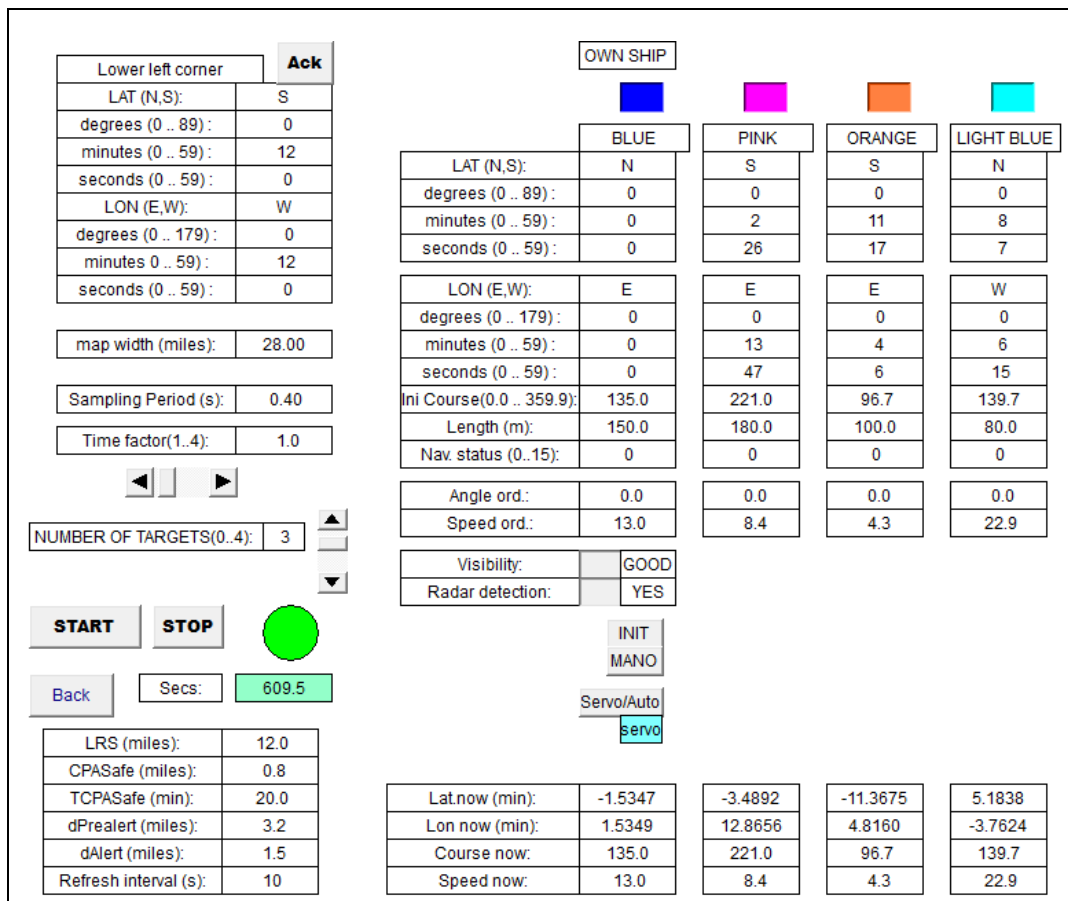 Lower left corner Ack
LAT (N,S): S
degrees (0 .. 89) : 0
minutes (0 .. 59) : 12
seconds (0 .. 59) : 0
LON (E,W): W
degrees (0 .. 179) : 0
minutes 0 .. 59) : 12
seconds (0 .. 59) : 0
map width (miles): 28.00
Sampling Period (s): 0.40
Time factor(1..4): 1.0
NUMBER OF TARGETS(0..4): 3
START STOP
Back Secs: 609.5
LRS (miles): 12.0
CPASafe (miles): 0.8
TCPASafe (min): 20.0
dPrealert (miles): 3.2
dAlert (miles): 1.5
Refresh interval (s): 10
OWN SHIP
BLUE PINK ORANGE LIGHT BLUE
LAT (N,S): N S S N
degrees (0 .. 89) : 0 0 0 0
minutes (0 .. 59) : 0 2 11 8
seconds (0 .. 59) : 0 26 17 7
LON (E,W): E E E W
degrees (0 .. 179) : 0 0 0 0
minutes (0 .. 59) : 0 13 4 6
seconds (0 .. 59) : 0 47 6 15
Ini Course(0.0 .. 359.9): 135.0 221.0 96.7 139.7
Length (m): 150.0 180.0 100.0 80.0
Nav. status (0..15): 0 0 0 0
Angle ord.: 0.0 0.0 0.0 0.0
Speed ord.: 13.0 8.4 4.3 22.9
Visibility: GOOD
Radar detection: YES
INIT
MANO
Servo/Auto
servo
Lat.now (min): -1.5347 -3.4892 -11.3675 5.1838
Lon now (min): 1.5349 12.8656 4.8160 -3.7624
Course now: 135.0 221.0 96.7 139.7
Speed now: 13.0 8.4 4.3 22.9